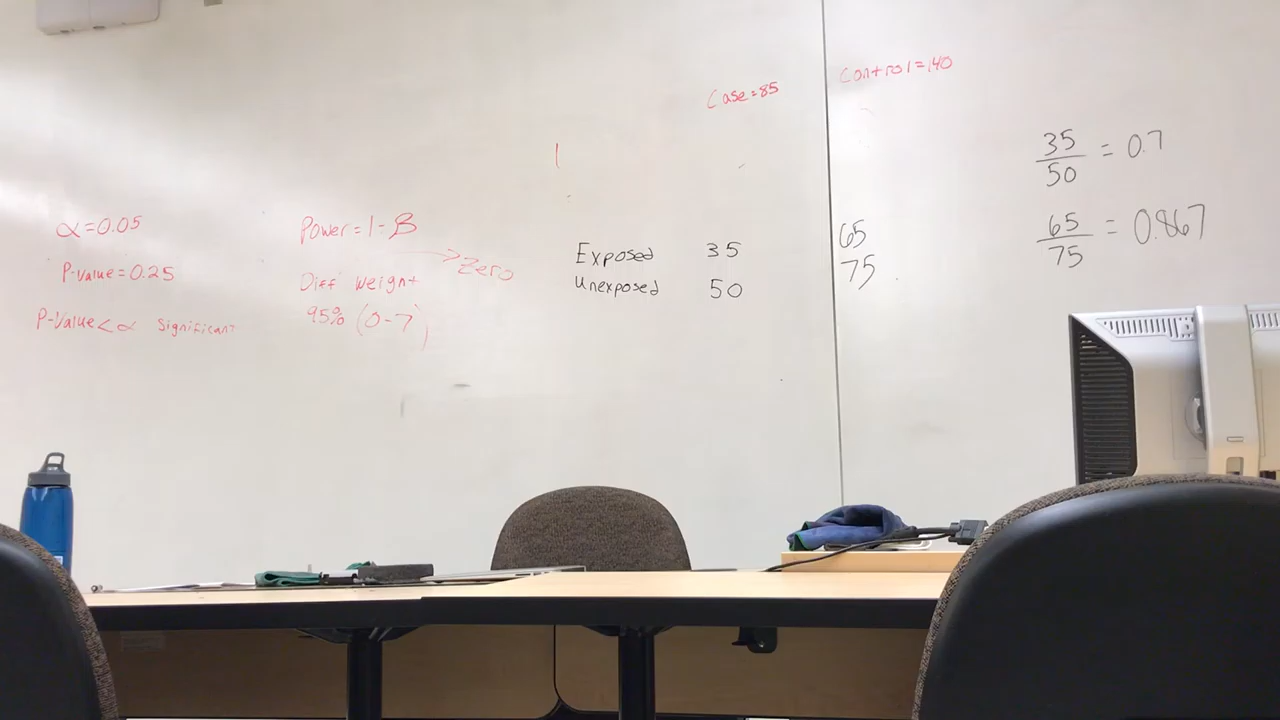 Case=85
Control=140
α=0.05
P-Value=0.25
P-Value<α Significant
Power=1-β
Zero
Diff Weight
95% (0-7)
Exposed 35 65
Unexposed 50 75
35/50 = 0.7
65/75 = 0.867